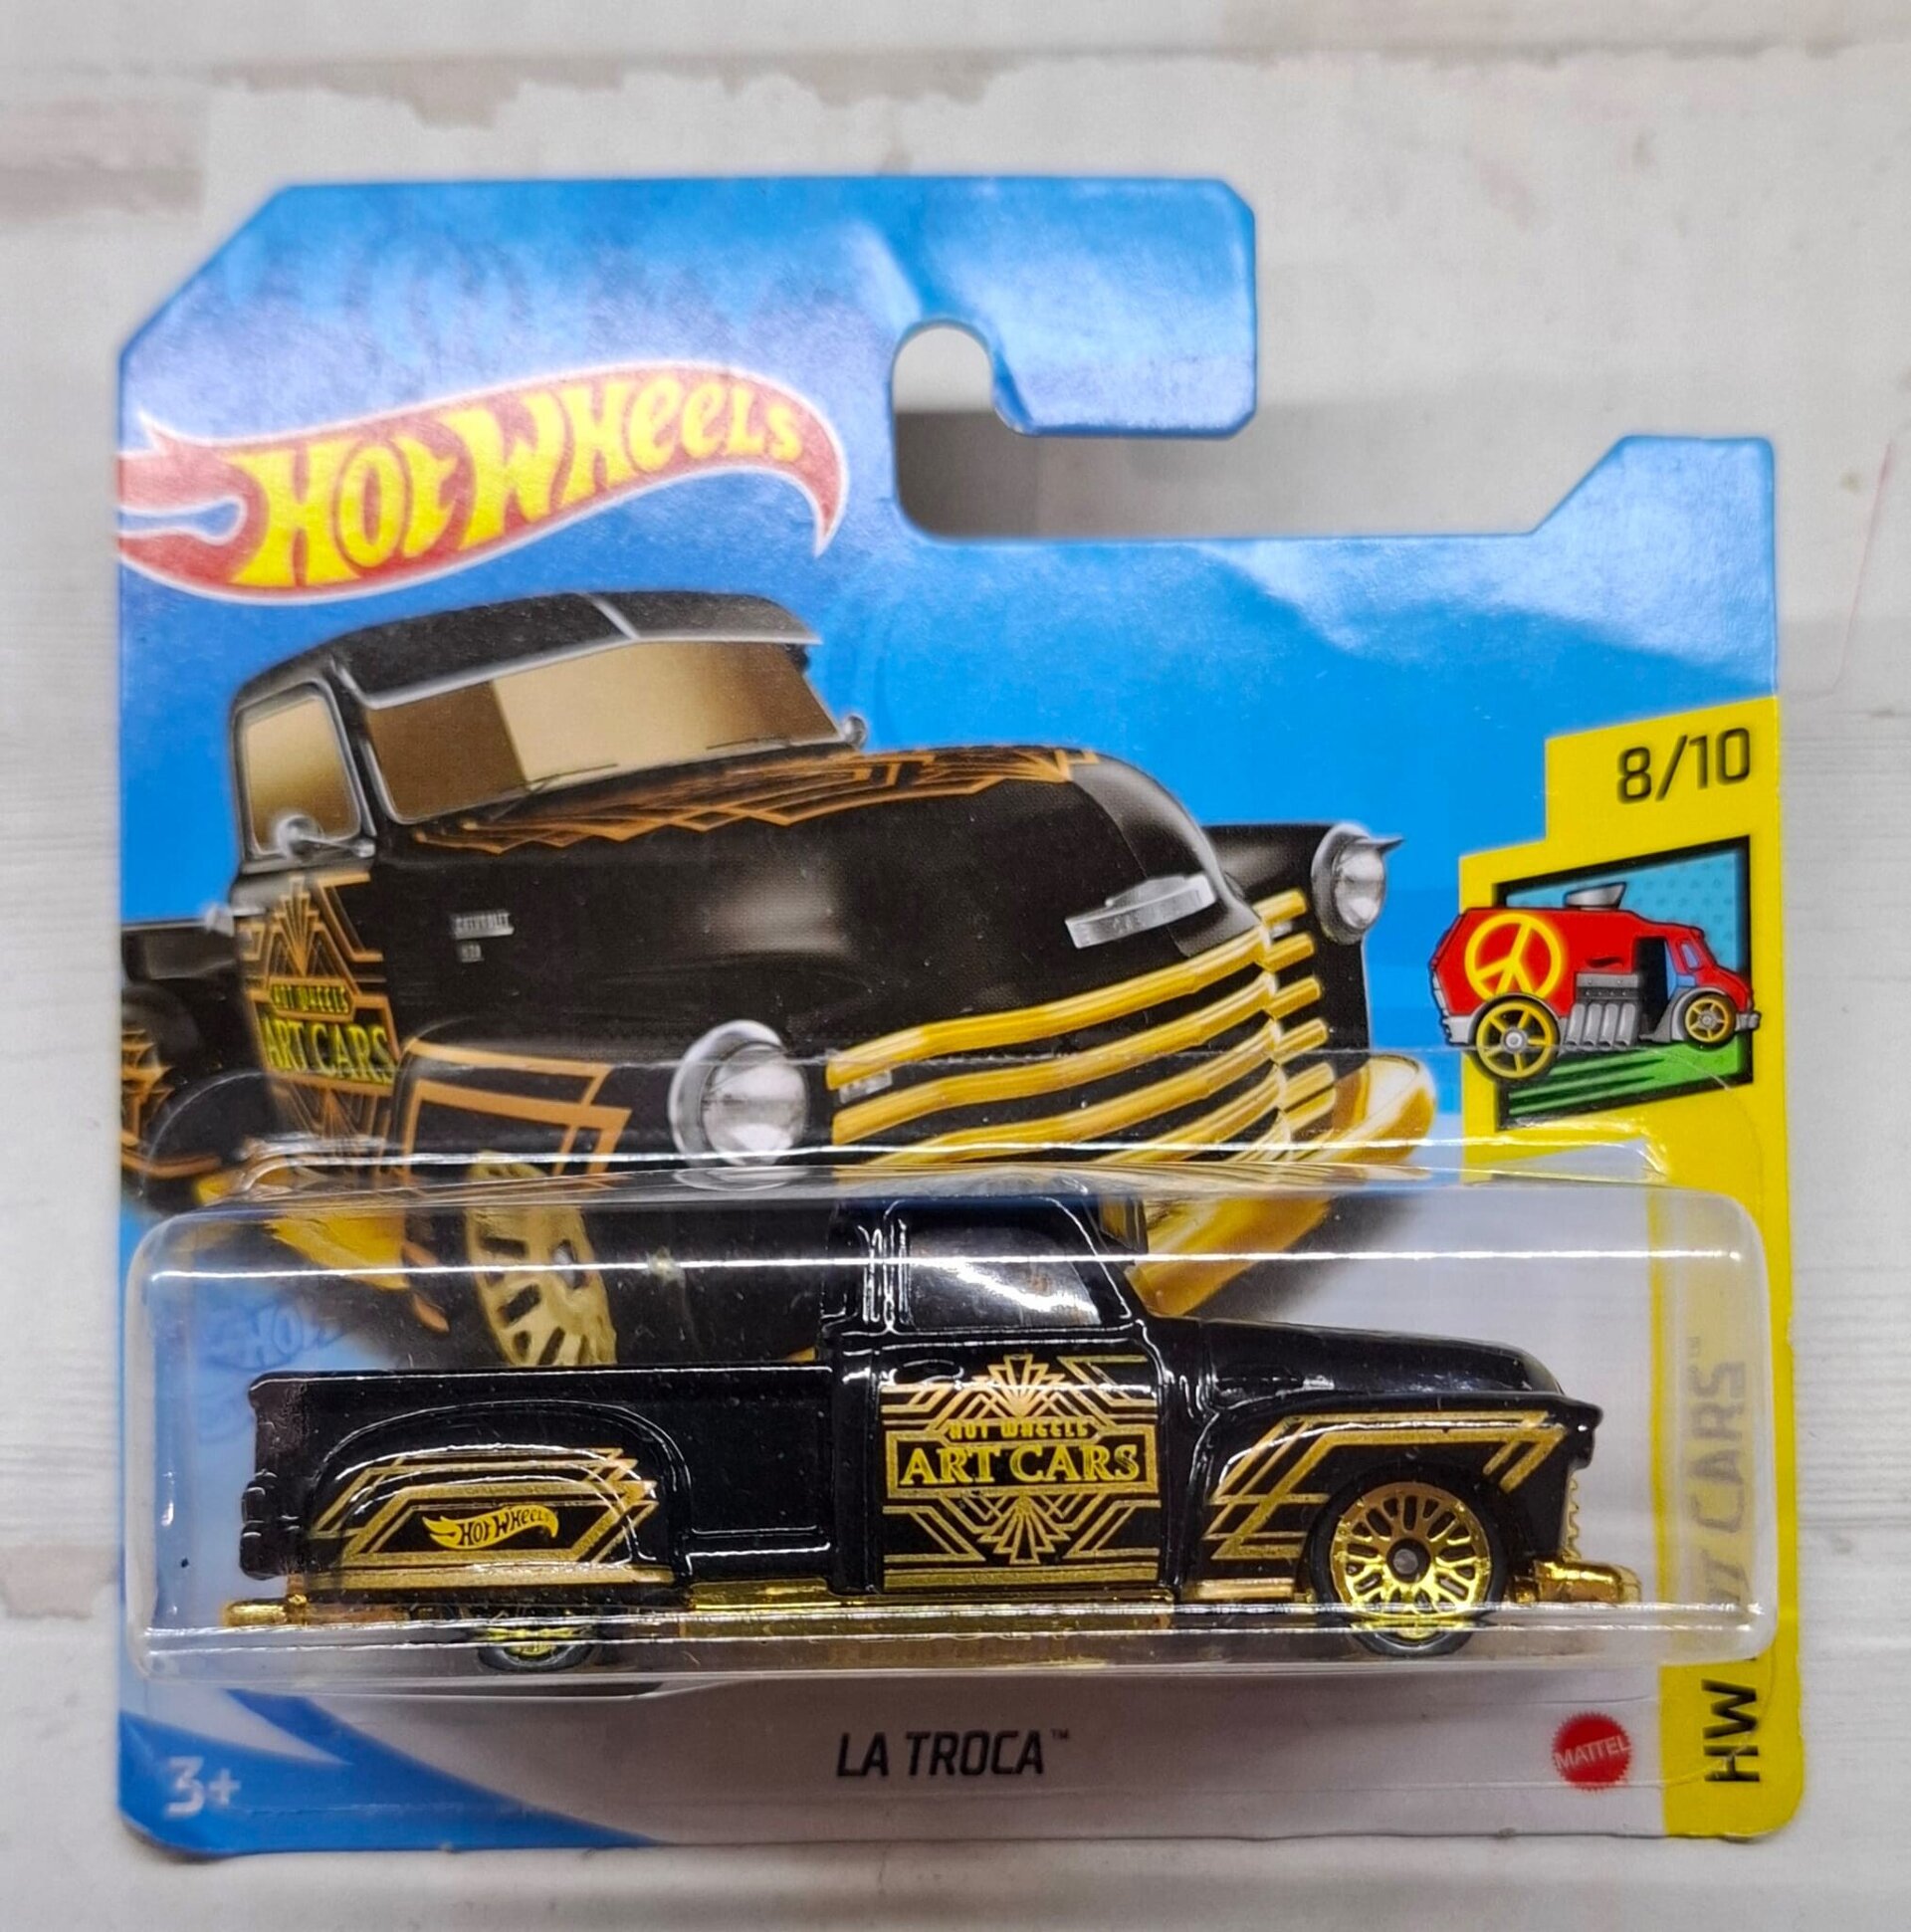 HOT WHEELS
8/10
HOT WHEELS
ART CARS
HOT WHEELS
ART CARS
HOT WHEELS
HW ART CARS™
LA TROCA™
MATTEL
3+